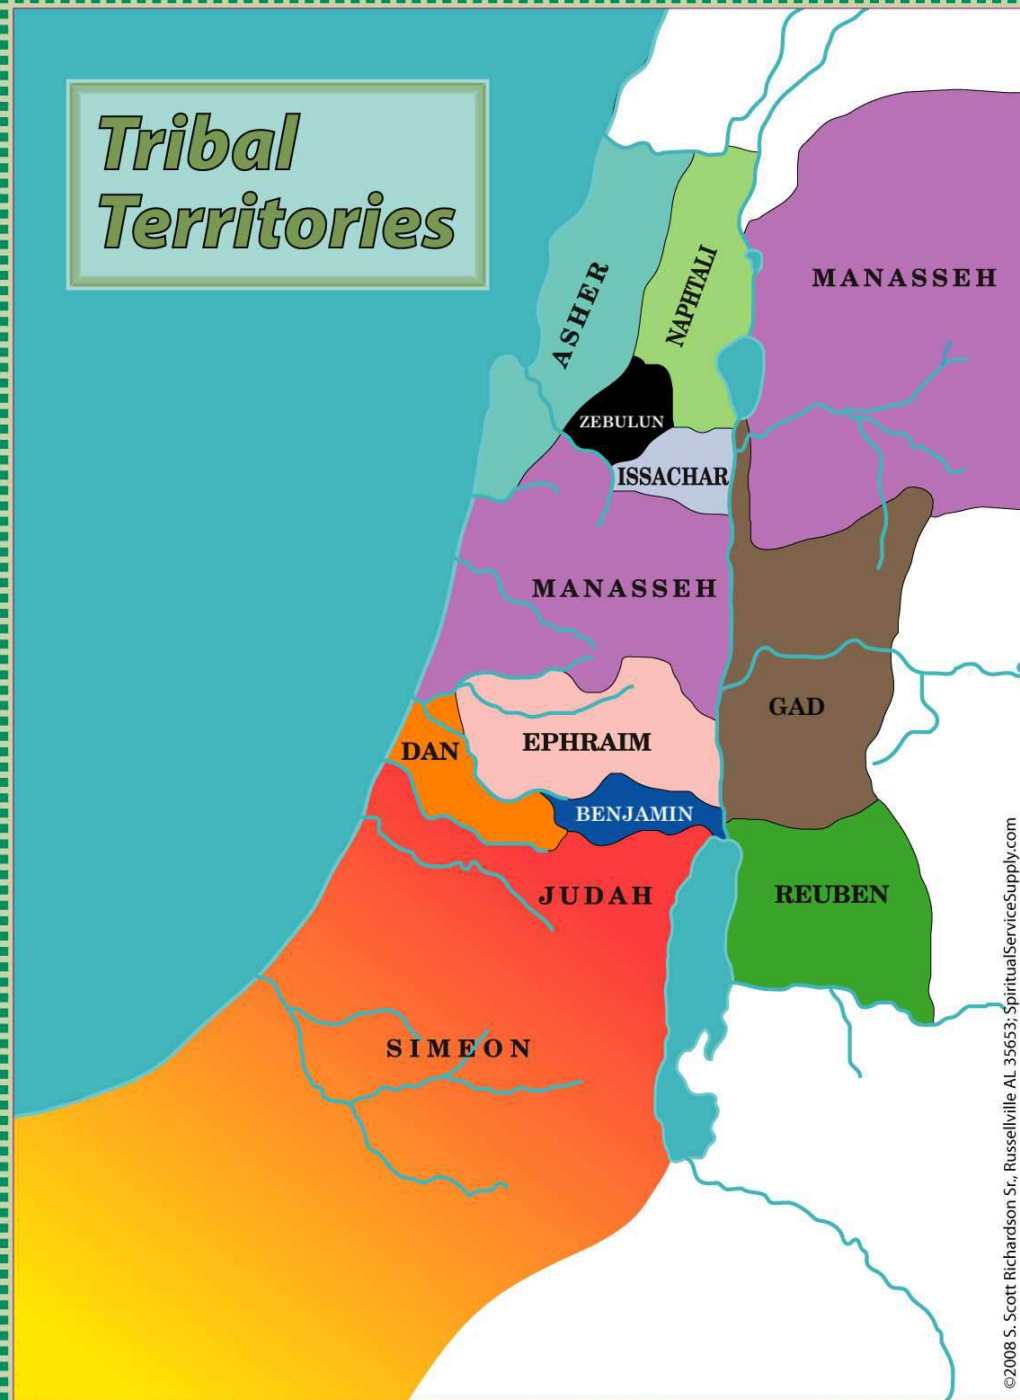 Tribal
Territories
ASHER
NAPHTALI
MANASSEH
ZEBULUN
ISSACHAR
MANASSEH
GAD
DAN
EPHRAIM
BENJAMIN
JUDAH
REUBEN
SIMEON
©2008 S. Scott Richardson Sr., Russellville AL 35653; SpiritualServiceSupply.com